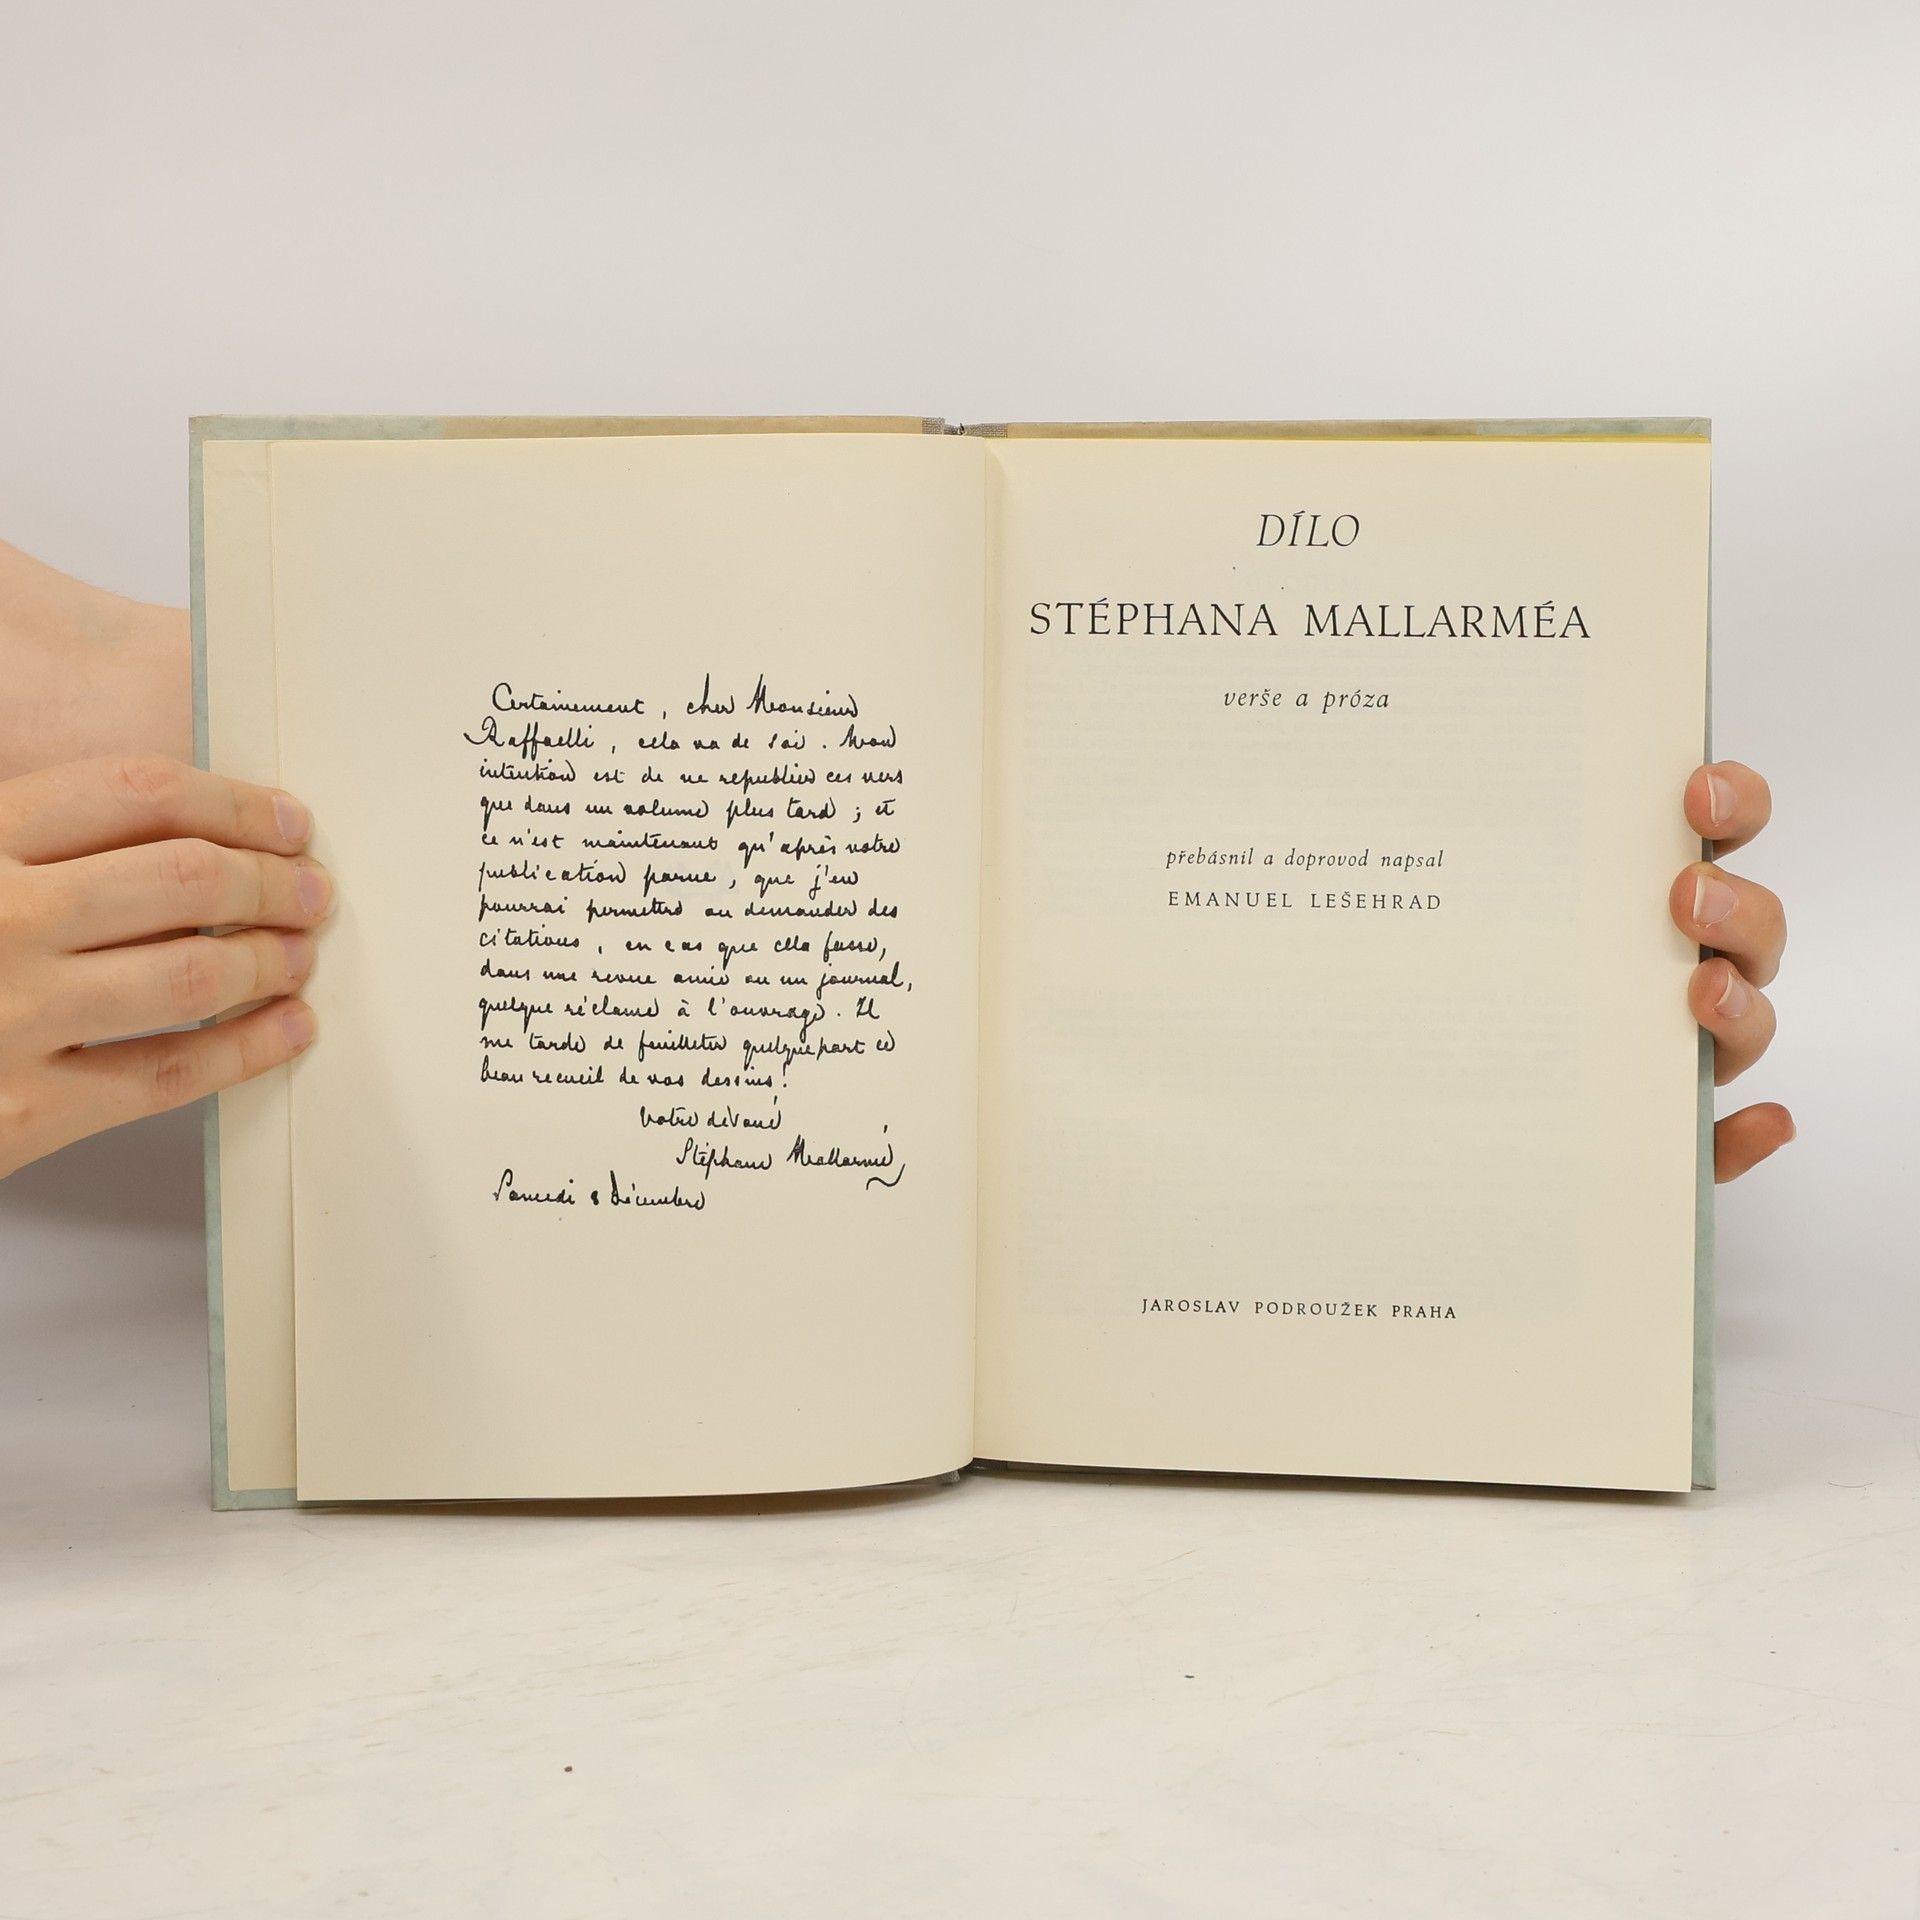 Certainement, cher Monsieur
Raffaelli, cela va de soi. Mon
intention est de ne republier ces vers
que dans un volume plus tard ; et
ce n'est maintenant qu'après votre
publication parue, que j'en
pourrai permettre ou demander des
citations, en cas que cela fasse,
dans une revue amie ou un journal,
quelque réclame à l'ouvrage. Il
me tarde de feuilleter quelquepart ce
beau recueil de vos dessins!
Votre dévoué
Stéphane Mallarmé
Samedi 8 Décembre
DÍLO
STÉPHANA MALLARMÉA
verše a próza
přebásnil a doprovod napsal
EMANUEL LEŠEHRAD
JAROSLAV PODROUŽEK PRAHA